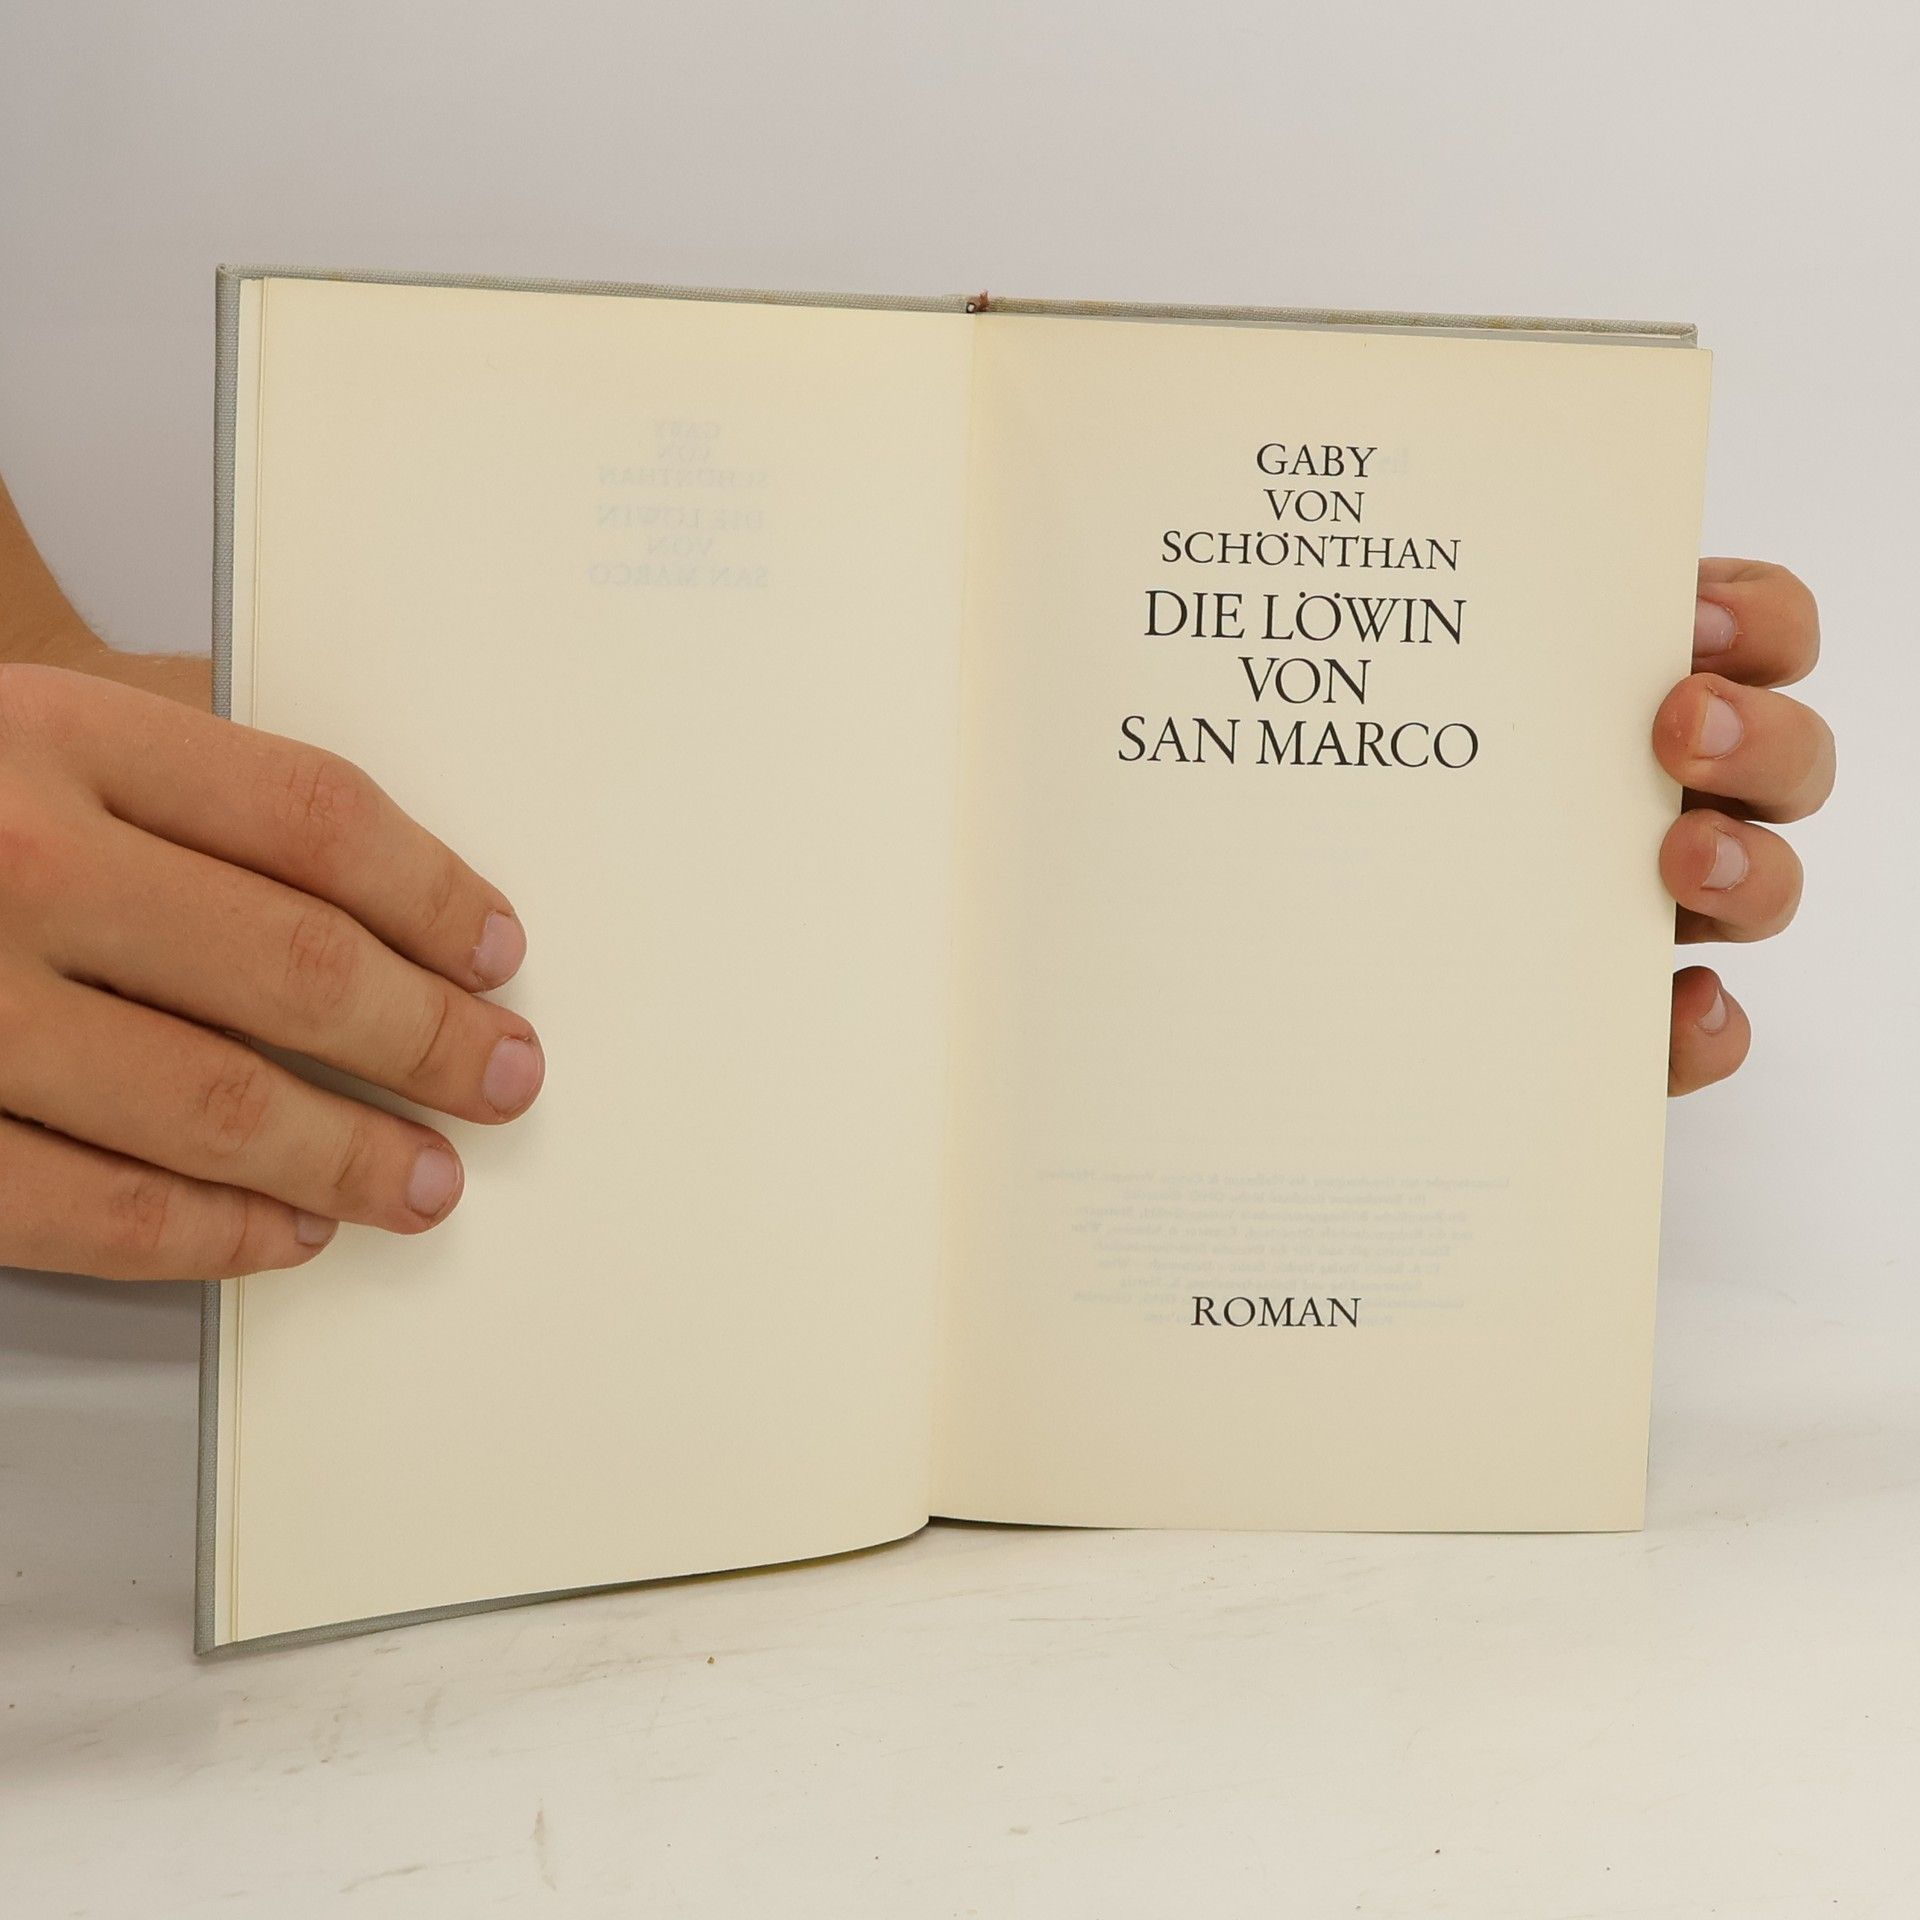 GABY
VON
SCHÖNTHAN
DIE LÖWIN
VON
SAN MARCO
ROMAN